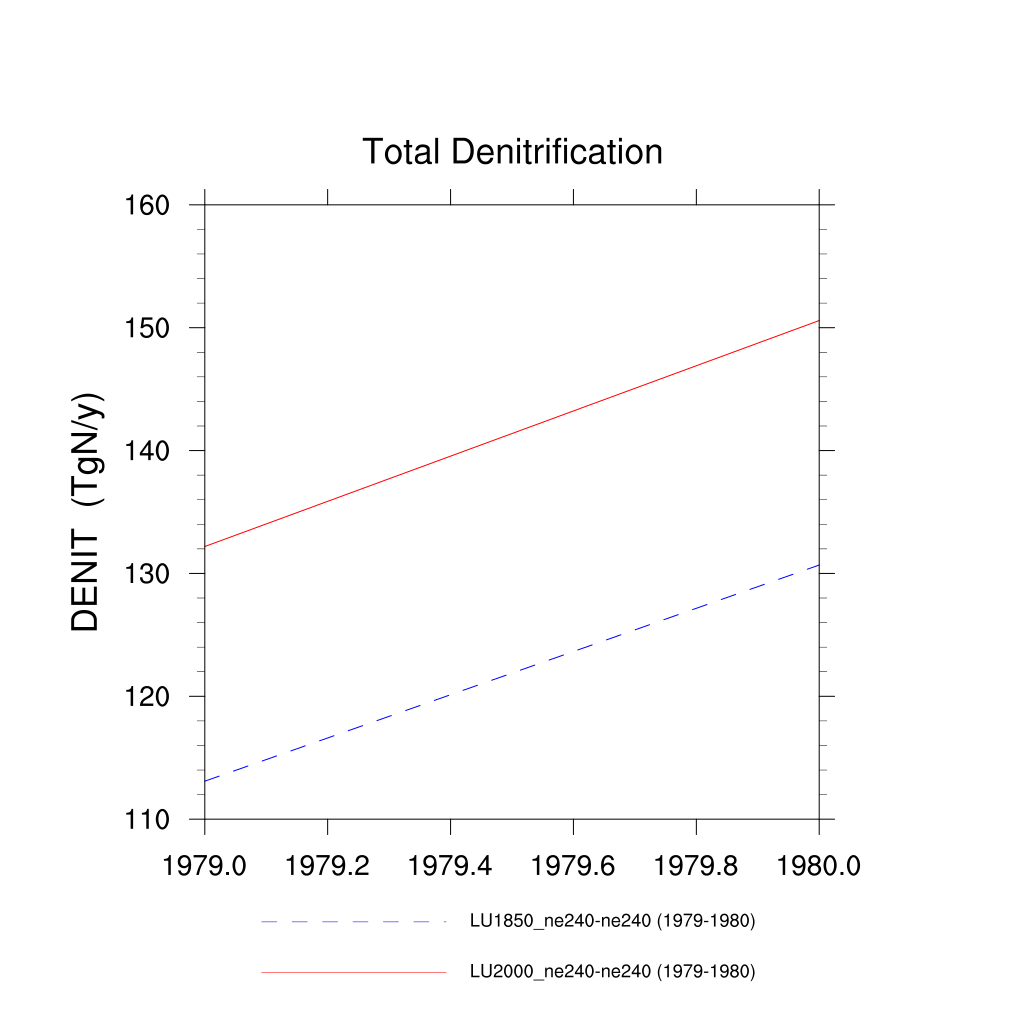 Total Denitrification
DENIT (TgN/y)
160
150
140
130
120
110
1979.0 1979.2 1979.4 1979.6 1979.8 1980.0
LU1850_ne240-ne240 (1979-1980)
LU2000_ne240-ne240 (1979-1980)